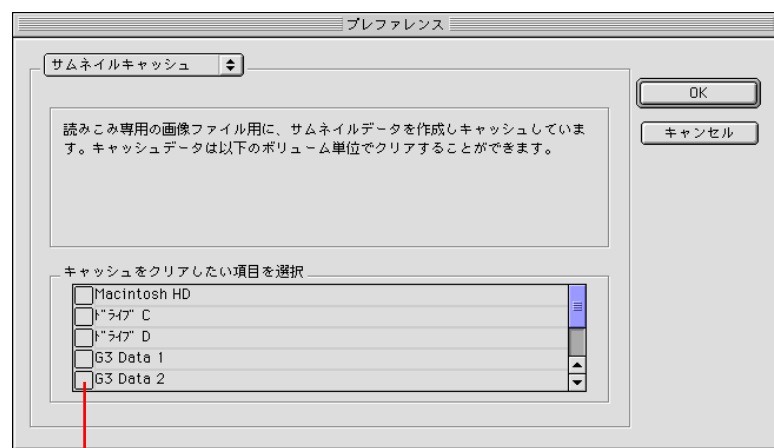 プレファレンス
サムネイルキャッシュ
OK
キャンセル
読みこみ専用の画像ファイル用に、サムネイルデータを作成しキャッシュしていま
す。キャッシュデータは以下のボリューム単位でクリアすることができます。
キャッシュをクリアしたい項目を選択
Macintosh HD
ﾄﾞﾗｲﾌﾞ C
ﾄﾞﾗｲﾌﾞ D
G3 Data 1
G3 Data 2